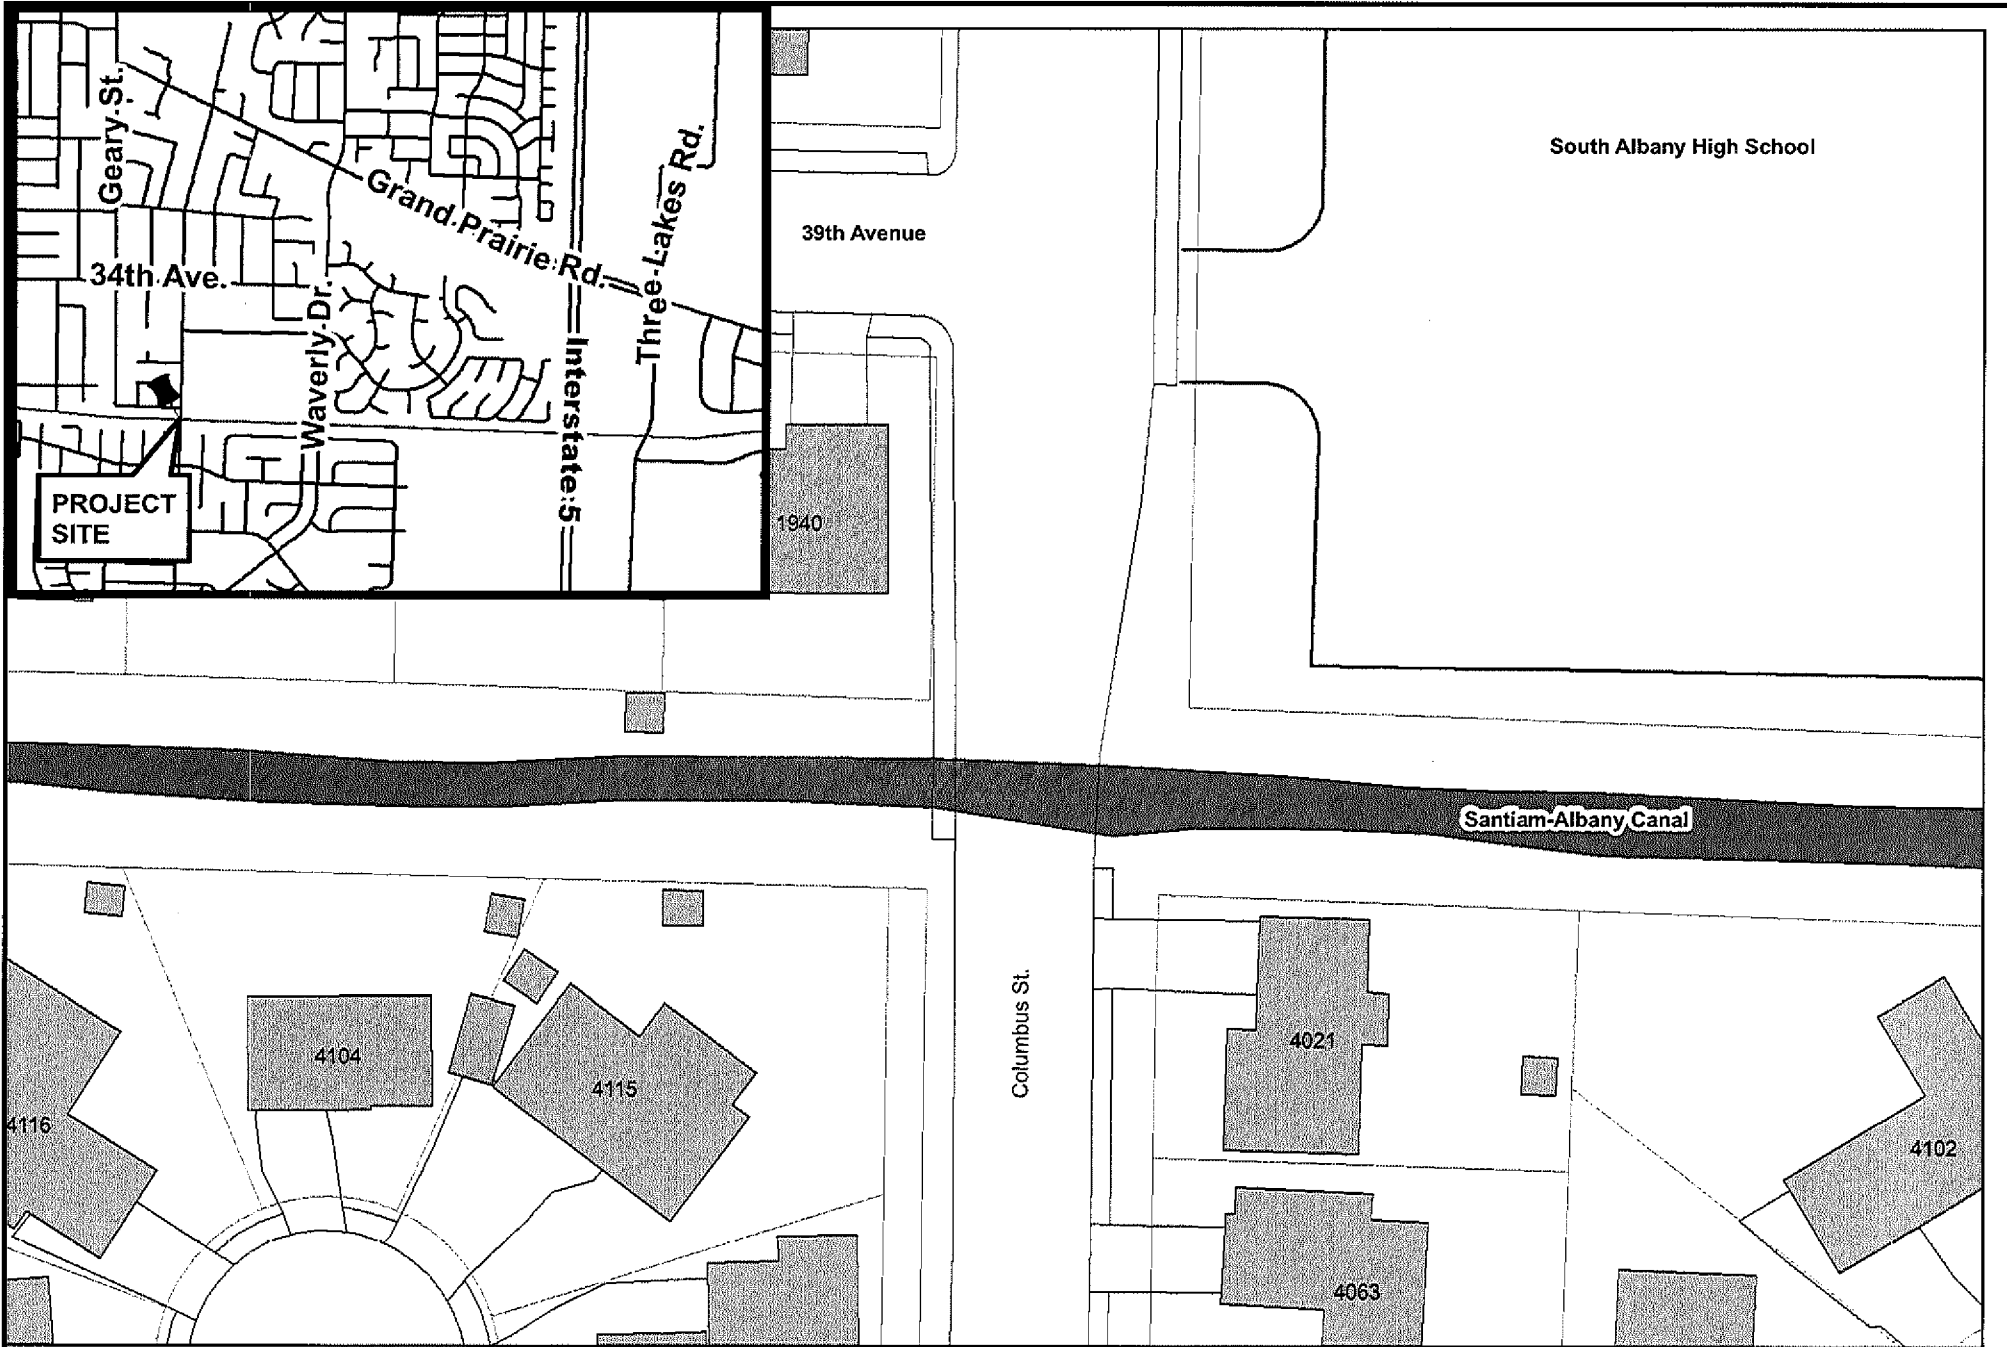 Geary St.
Grand Prairie Rd.
Three Lakes Rd.
34th Ave.
Waverly Dr.
Interstate 5
PROJECT
SITE
South Albany High School
39th Avenue
1940
Santiam-Albany Canal
Columbus St.
4104
4115
4116
4021
4102
4063